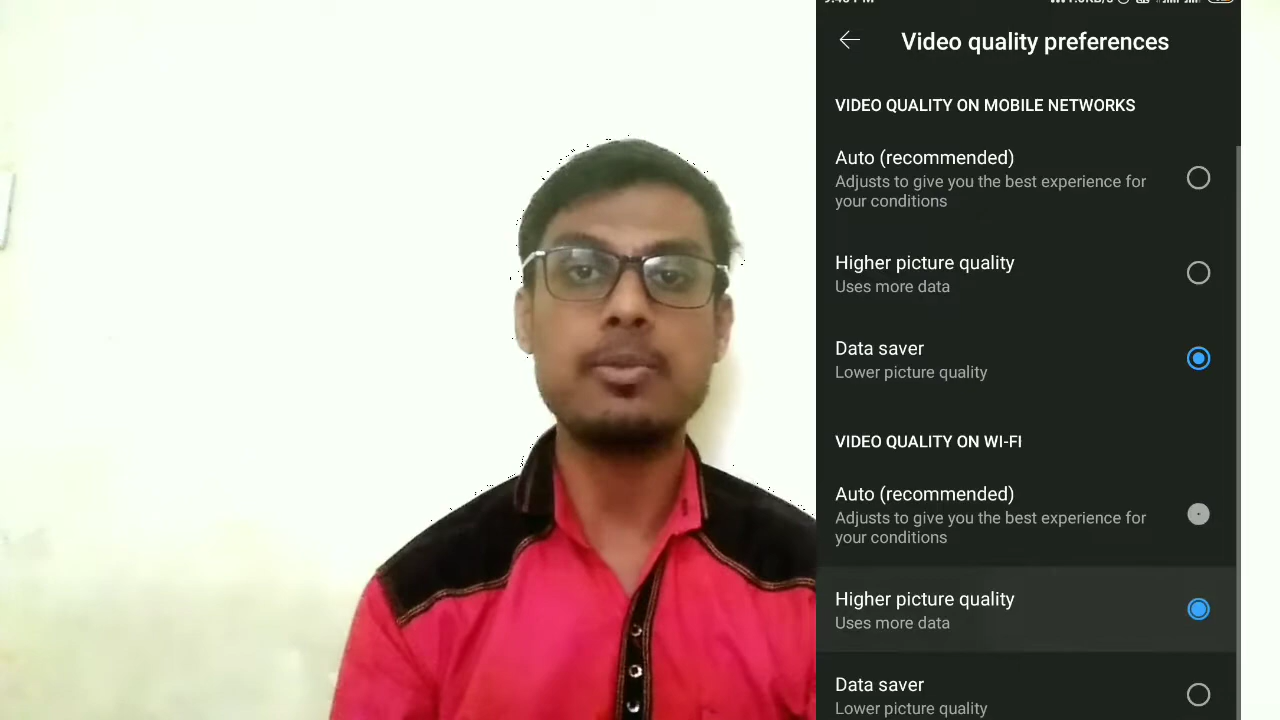 Video quality preferences
VIDEO QUALITY ON MOBILE NETWORKS
Auto (recommended)
Adjusts to give you the best experience for
your conditions
Higher picture quality
Uses more data
Data saver
Lower picture quality
VIDEO QUALITY ON WI-FI
Auto (recommended)
Adjusts to give you the best experience for
your conditions
Higher picture quality
Uses more data
Data saver
Lower picture quality